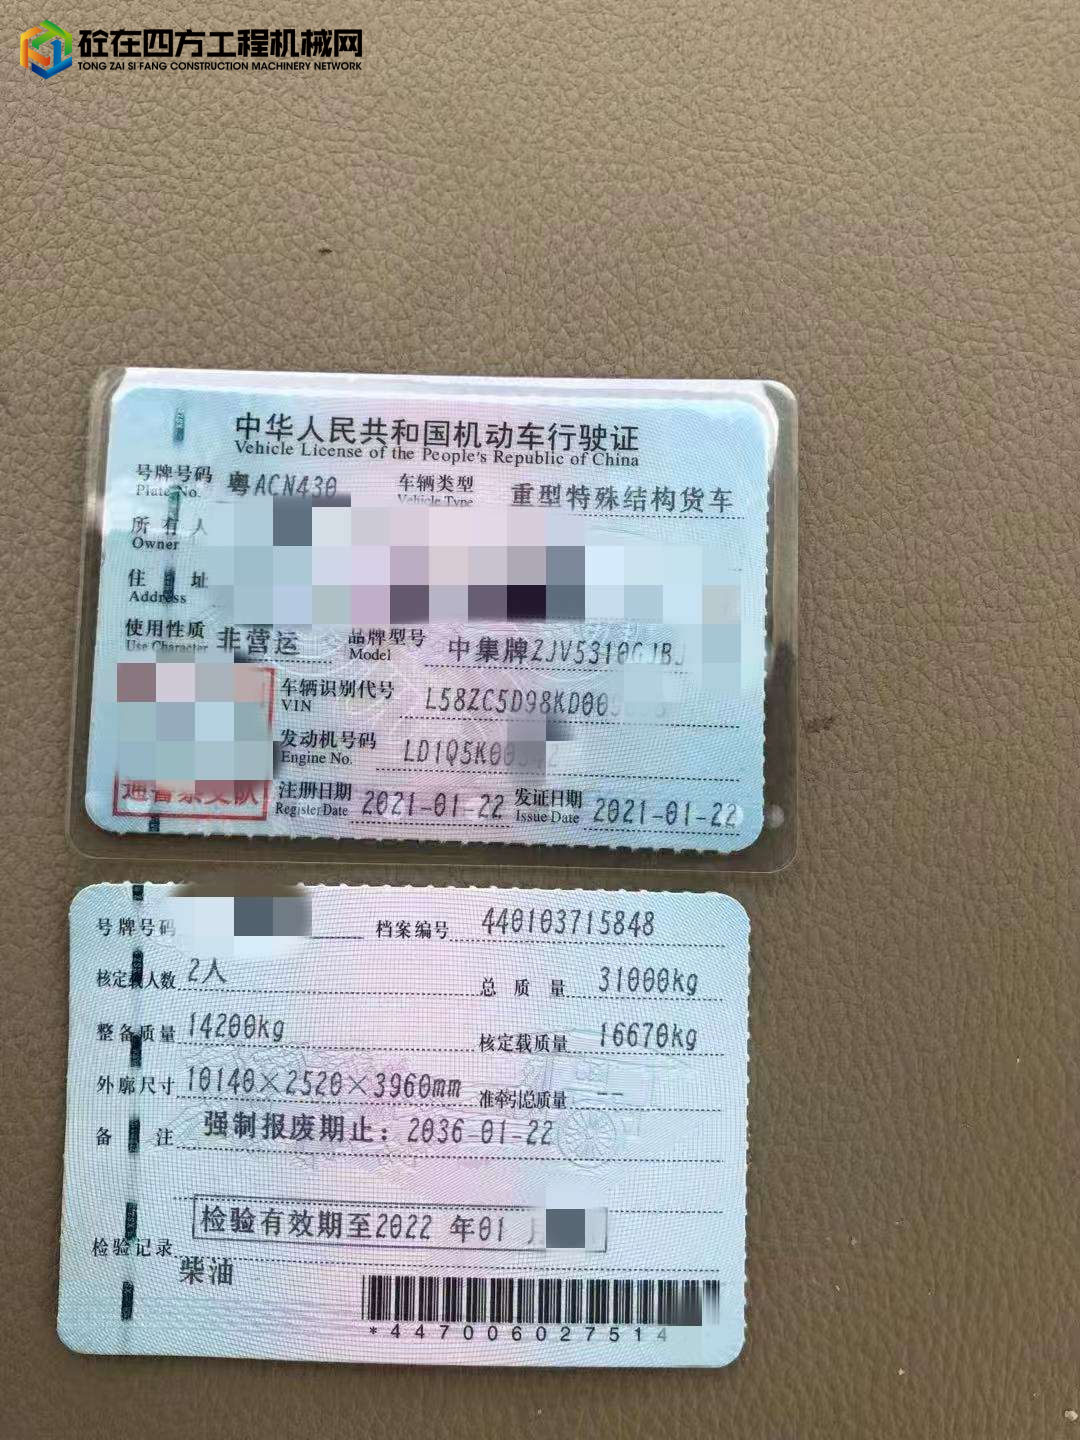 砼在四方工程机械网
TONG ZAI SI FANG CONSTRUCTION MACHINERY NETWORK
中华人民共和国机动车行驶证
Vehicle License of the People's Republic of China
号牌号码 粤ACN430 车辆类型 重型特殊结构货车
Plate No. Vehicle Type
所有人
Owner
住址
Address
使用性质 非营运 品牌型号 中集牌ZJV5310GJBJ
Use Character Model
车辆识别代号 L58ZC5D98KD00
VIN
发动机号码 LD1Q5K00
Engine No.
注册日期 2021-01-22 发证日期 2021-01-22
Register Date Issue Date
号牌号码 档案编号 440103715848
核定载人数 2人 总质量 31000kg
整备质量 14200kg 核定载质量 16670kg
外廓尺寸 10140×2520×3960mm 准牵引总质量 --
备注 强制报废期止：2036-01-22
检验有效期至2022 年01
检验记录
柴油
*447006027514